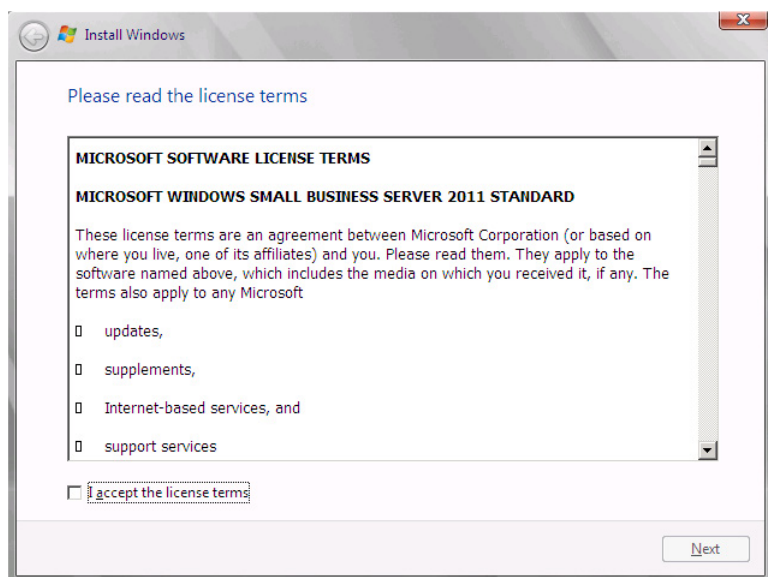 Install Windows
Please read the license terms
MICROSOFT SOFTWARE LICENSE TERMS
MICROSOFT WINDOWS SMALL BUSINESS SERVER 2011 STANDARD
These license terms are an agreement between Microsoft Corporation (or based on
where you live, one of its affiliates) and you. Please read them. They apply to the
software named above, which includes the media on which you received it, if any. The
terms also apply to any Microsoft
updates,
supplements,
Internet-based services, and
support services
I accept the license terms
Next